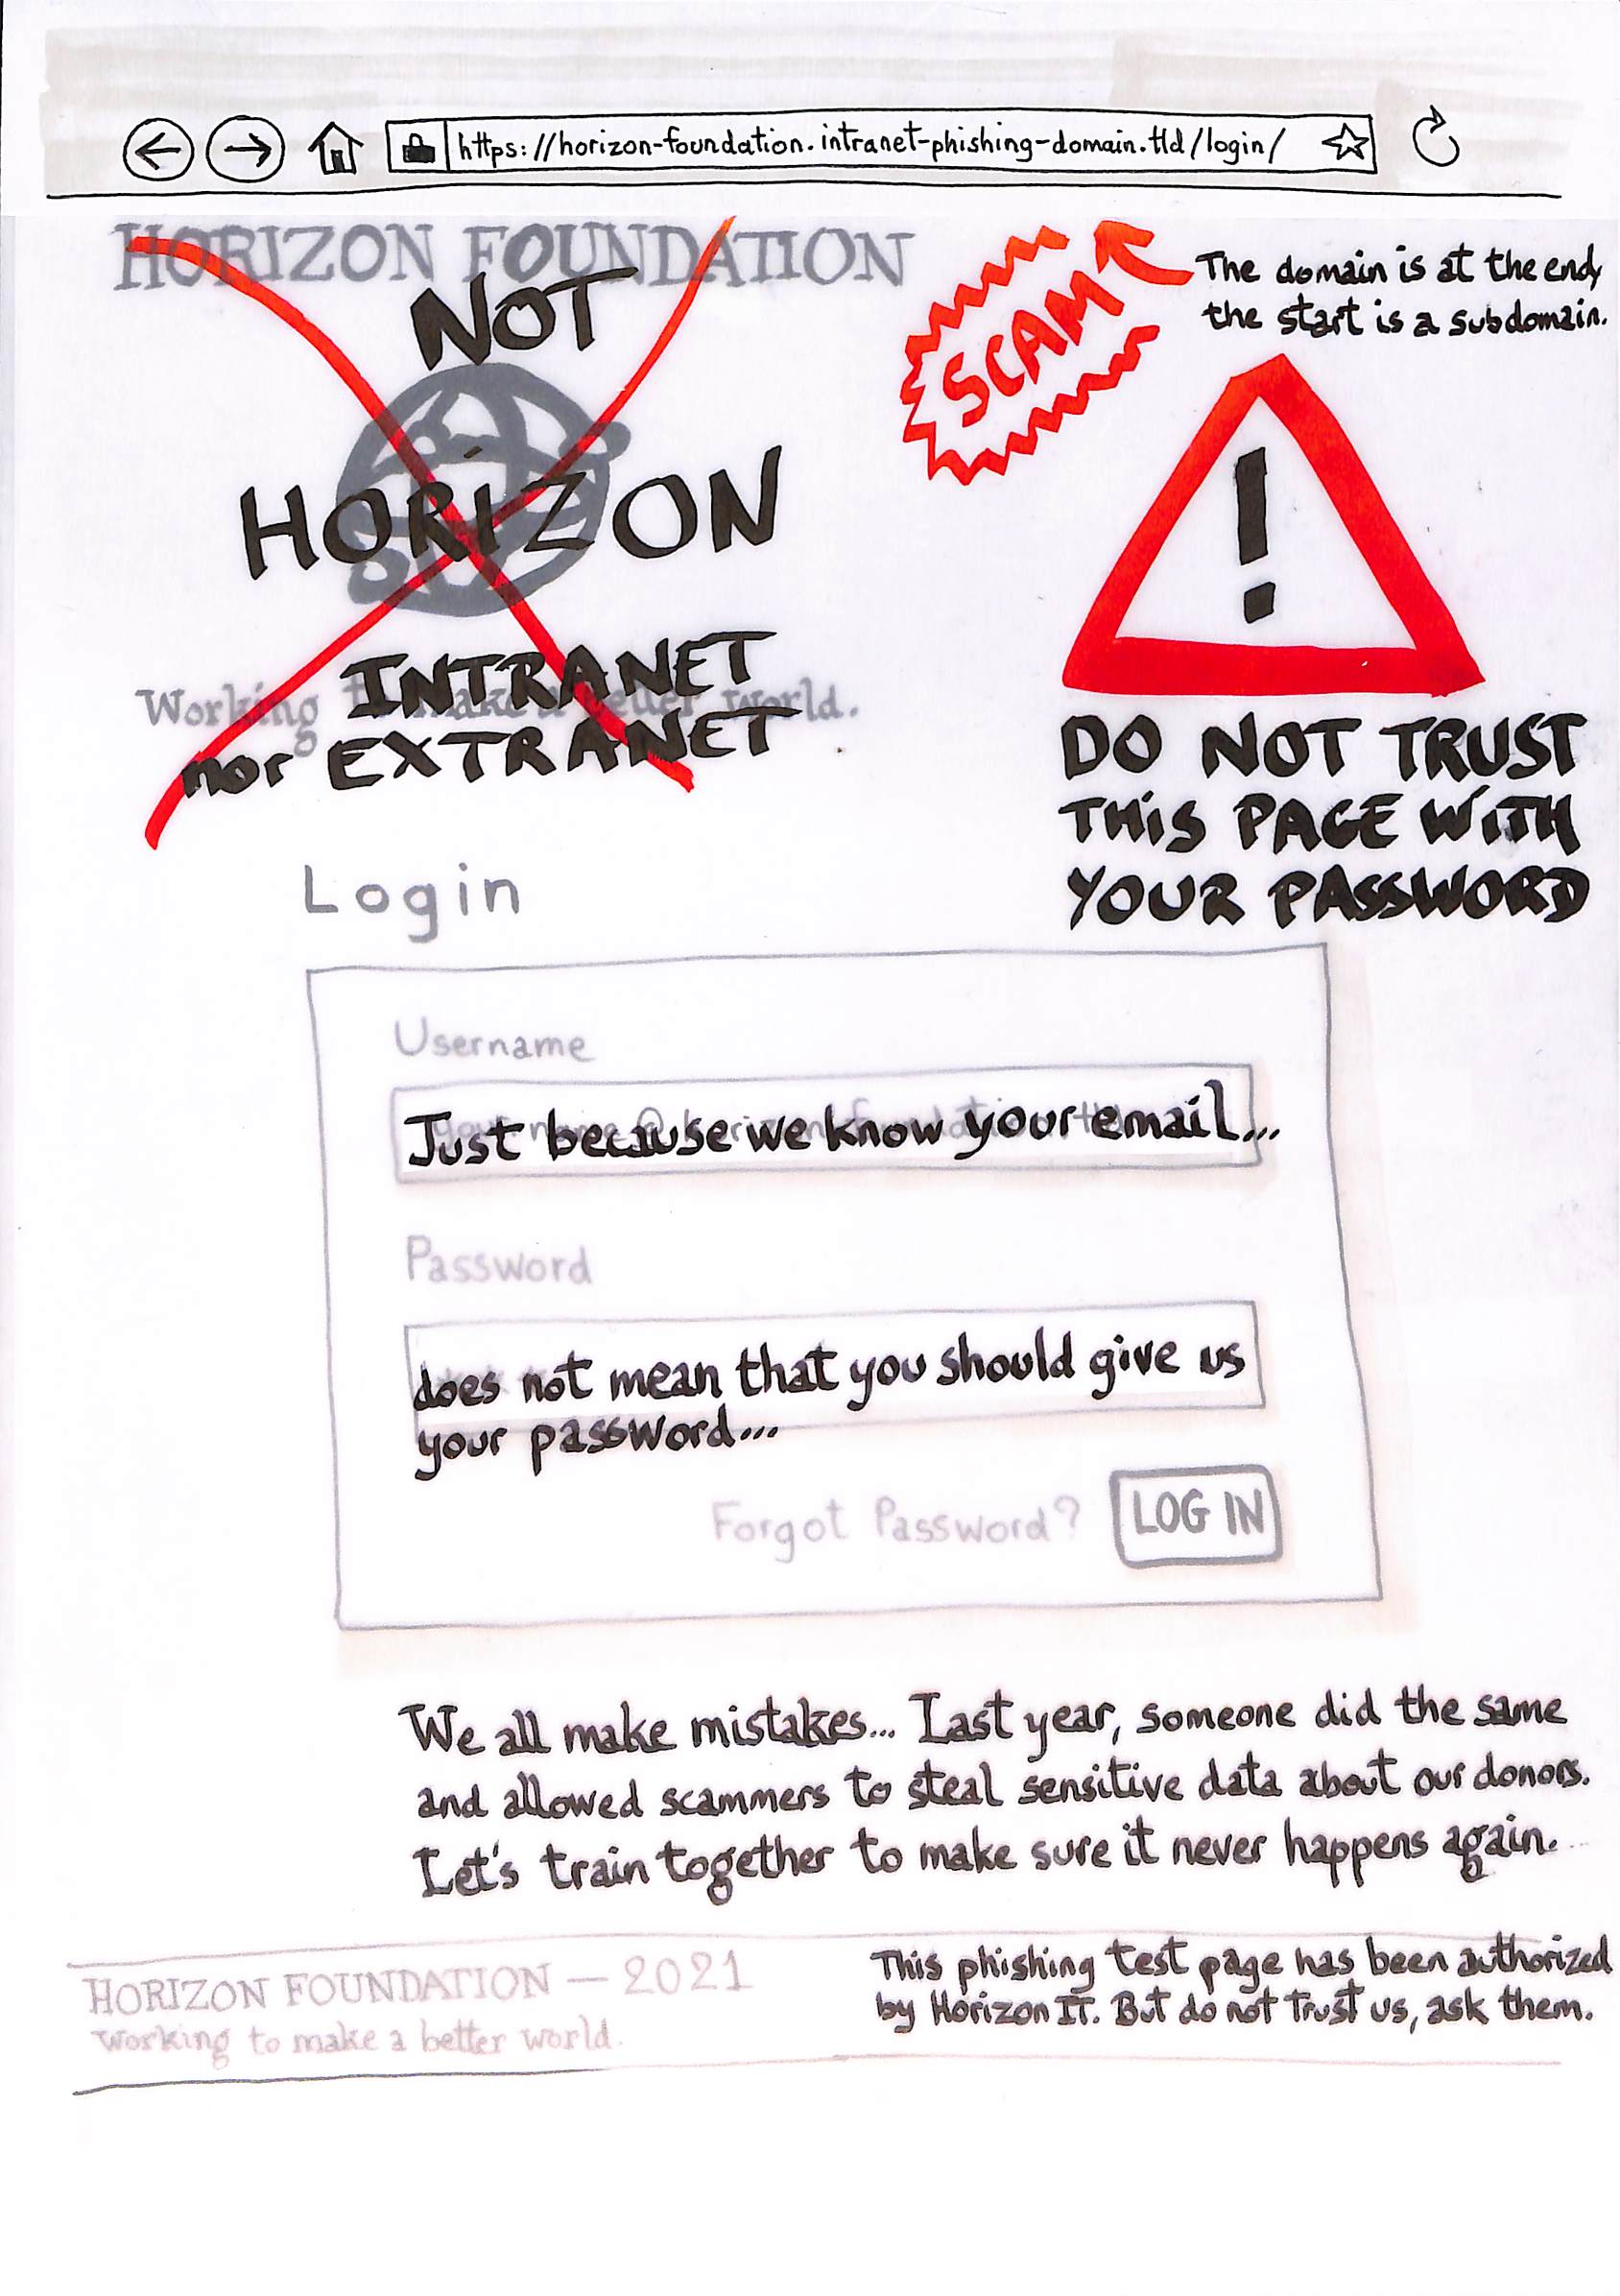 https://horizon-foundation.intranet-phishing-domain.tld/login/
HORIZON FOUNDATION
NOT
HORIZON
INTRANET
nor EXTRANET
Working to make a better world.
SCAM
The domain is at the end,
the start is a subdomain.
!
DO NOT TRUST
THIS PAGE WITH
YOUR PASSWORD
Login
Username
Just because we know your email...
Password
does not mean that you should give us
your password...
Forgot Password?
LOG IN
We all make mistakes... Last year, someone did the same
and allowed scammers to steal sensitive data about our donors.
Let's train together to make sure it never happens again.
HORIZON FOUNDATION — 2021
Working to make a better world.
This phishing test page has been authorized
by Horizon IT. But do not trust us, ask them.